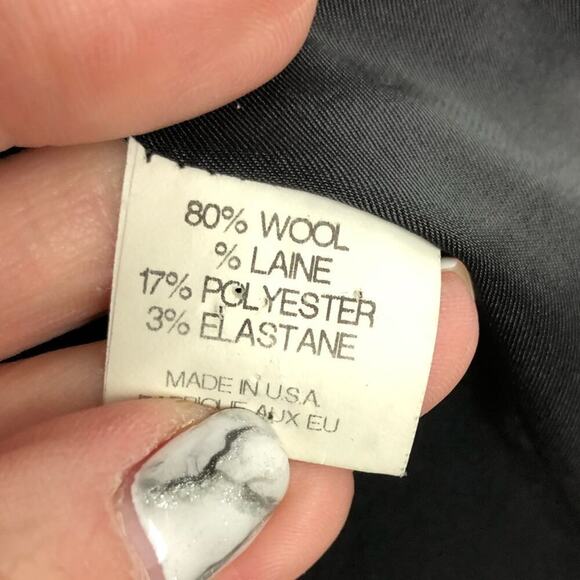 80% WOOL
% LAINE
17% POLYESTER
3% ELASTANE
MADE IN U.S.A.
AUX EU